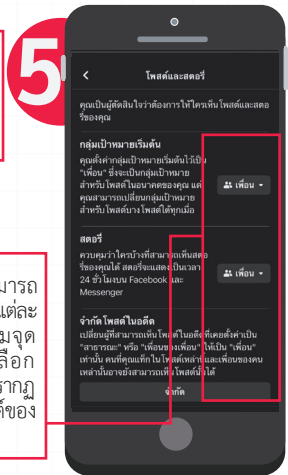 5
โพสต์และสตอรี่
คุณเป็นผู้ตัดสินใจว่าต้องการให้ใครเห็นโพสต์และสตอ
รี่ของคุณ
กลุ่มเป้าหมายเริ่มต้น
คุณตั้งค่ากลุ่มเป้าหมายเริ่มต้นไว้เป็น
"เพื่อน" ซึ่งจะเป็นกลุ่มเป้าหมาย
สำหรับโพสต์ในอนาคตของคุณ แต่
คุณสามารถเปลี่ยนกลุ่มเป้าหมาย
สำหรับโพสต์บางโพสต์ได้ทุกเมื่อ
เพื่อน
สตอรี่
ควบคุมว่าใครบ้างที่สามารถเห็นสตอ
รี่ของคุณได้ สตอรี่จะแสดงเป็นเวลา
24 ชั่วโมงบน Facebook และ
Messenger
เพื่อน
จำกัดโพสต์ในอดีต
เปลี่ยนผู้ที่สามารถเห็นโพสต์ในอดีตที่เคยตั้งค่าเป็น
"สาธารณะ" หรือ "เพื่อนของเพื่อน" ให้เป็น "เพื่อน"
เท่านั้น คนที่คุณแท็กในโพสต์เหล่านี้และเพื่อนของคน
เหล่านั้นอาจยังสามารถเห็นโพสต์นั้นได้
จำกัด
ามารถ
แต่ละ
มจุด
ลือก
รากฏ
์ของ